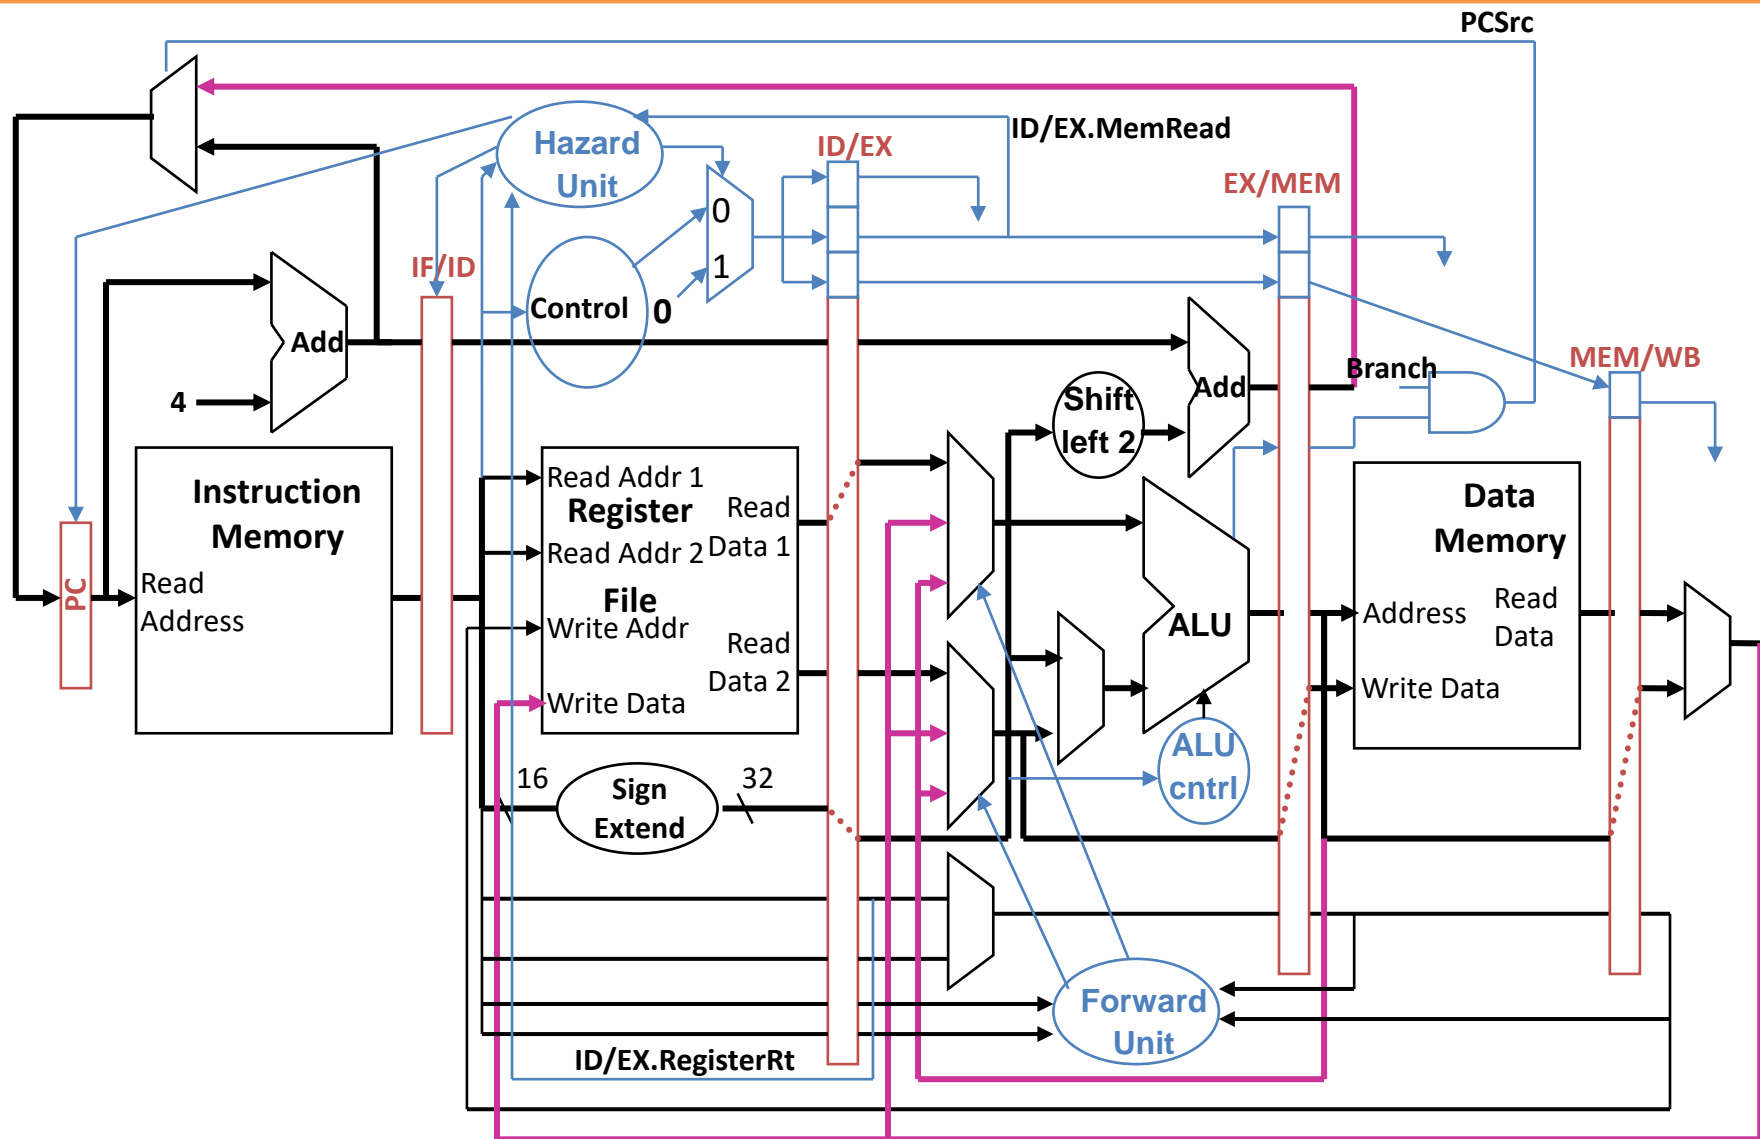 PCSrc
Hazard
Unit
ID/EX.MemRead
ID/EX
EX/MEM
0
1
IF/ID
Control
0
Add
4
MEM/WB
Branch
Add
Shift
left 2
Instruction
Memory
Read
Address
PC
Read Addr 1
Register
Read Addr 2
File
Write Addr
Write Data
Read
Data 1
Read
Data 2
ALU
ALU
cntrl
Data
Memory
Address
Read
Data
Write Data
16
Sign
Extend
32
Forward
Unit
ID/EX.RegisterRt